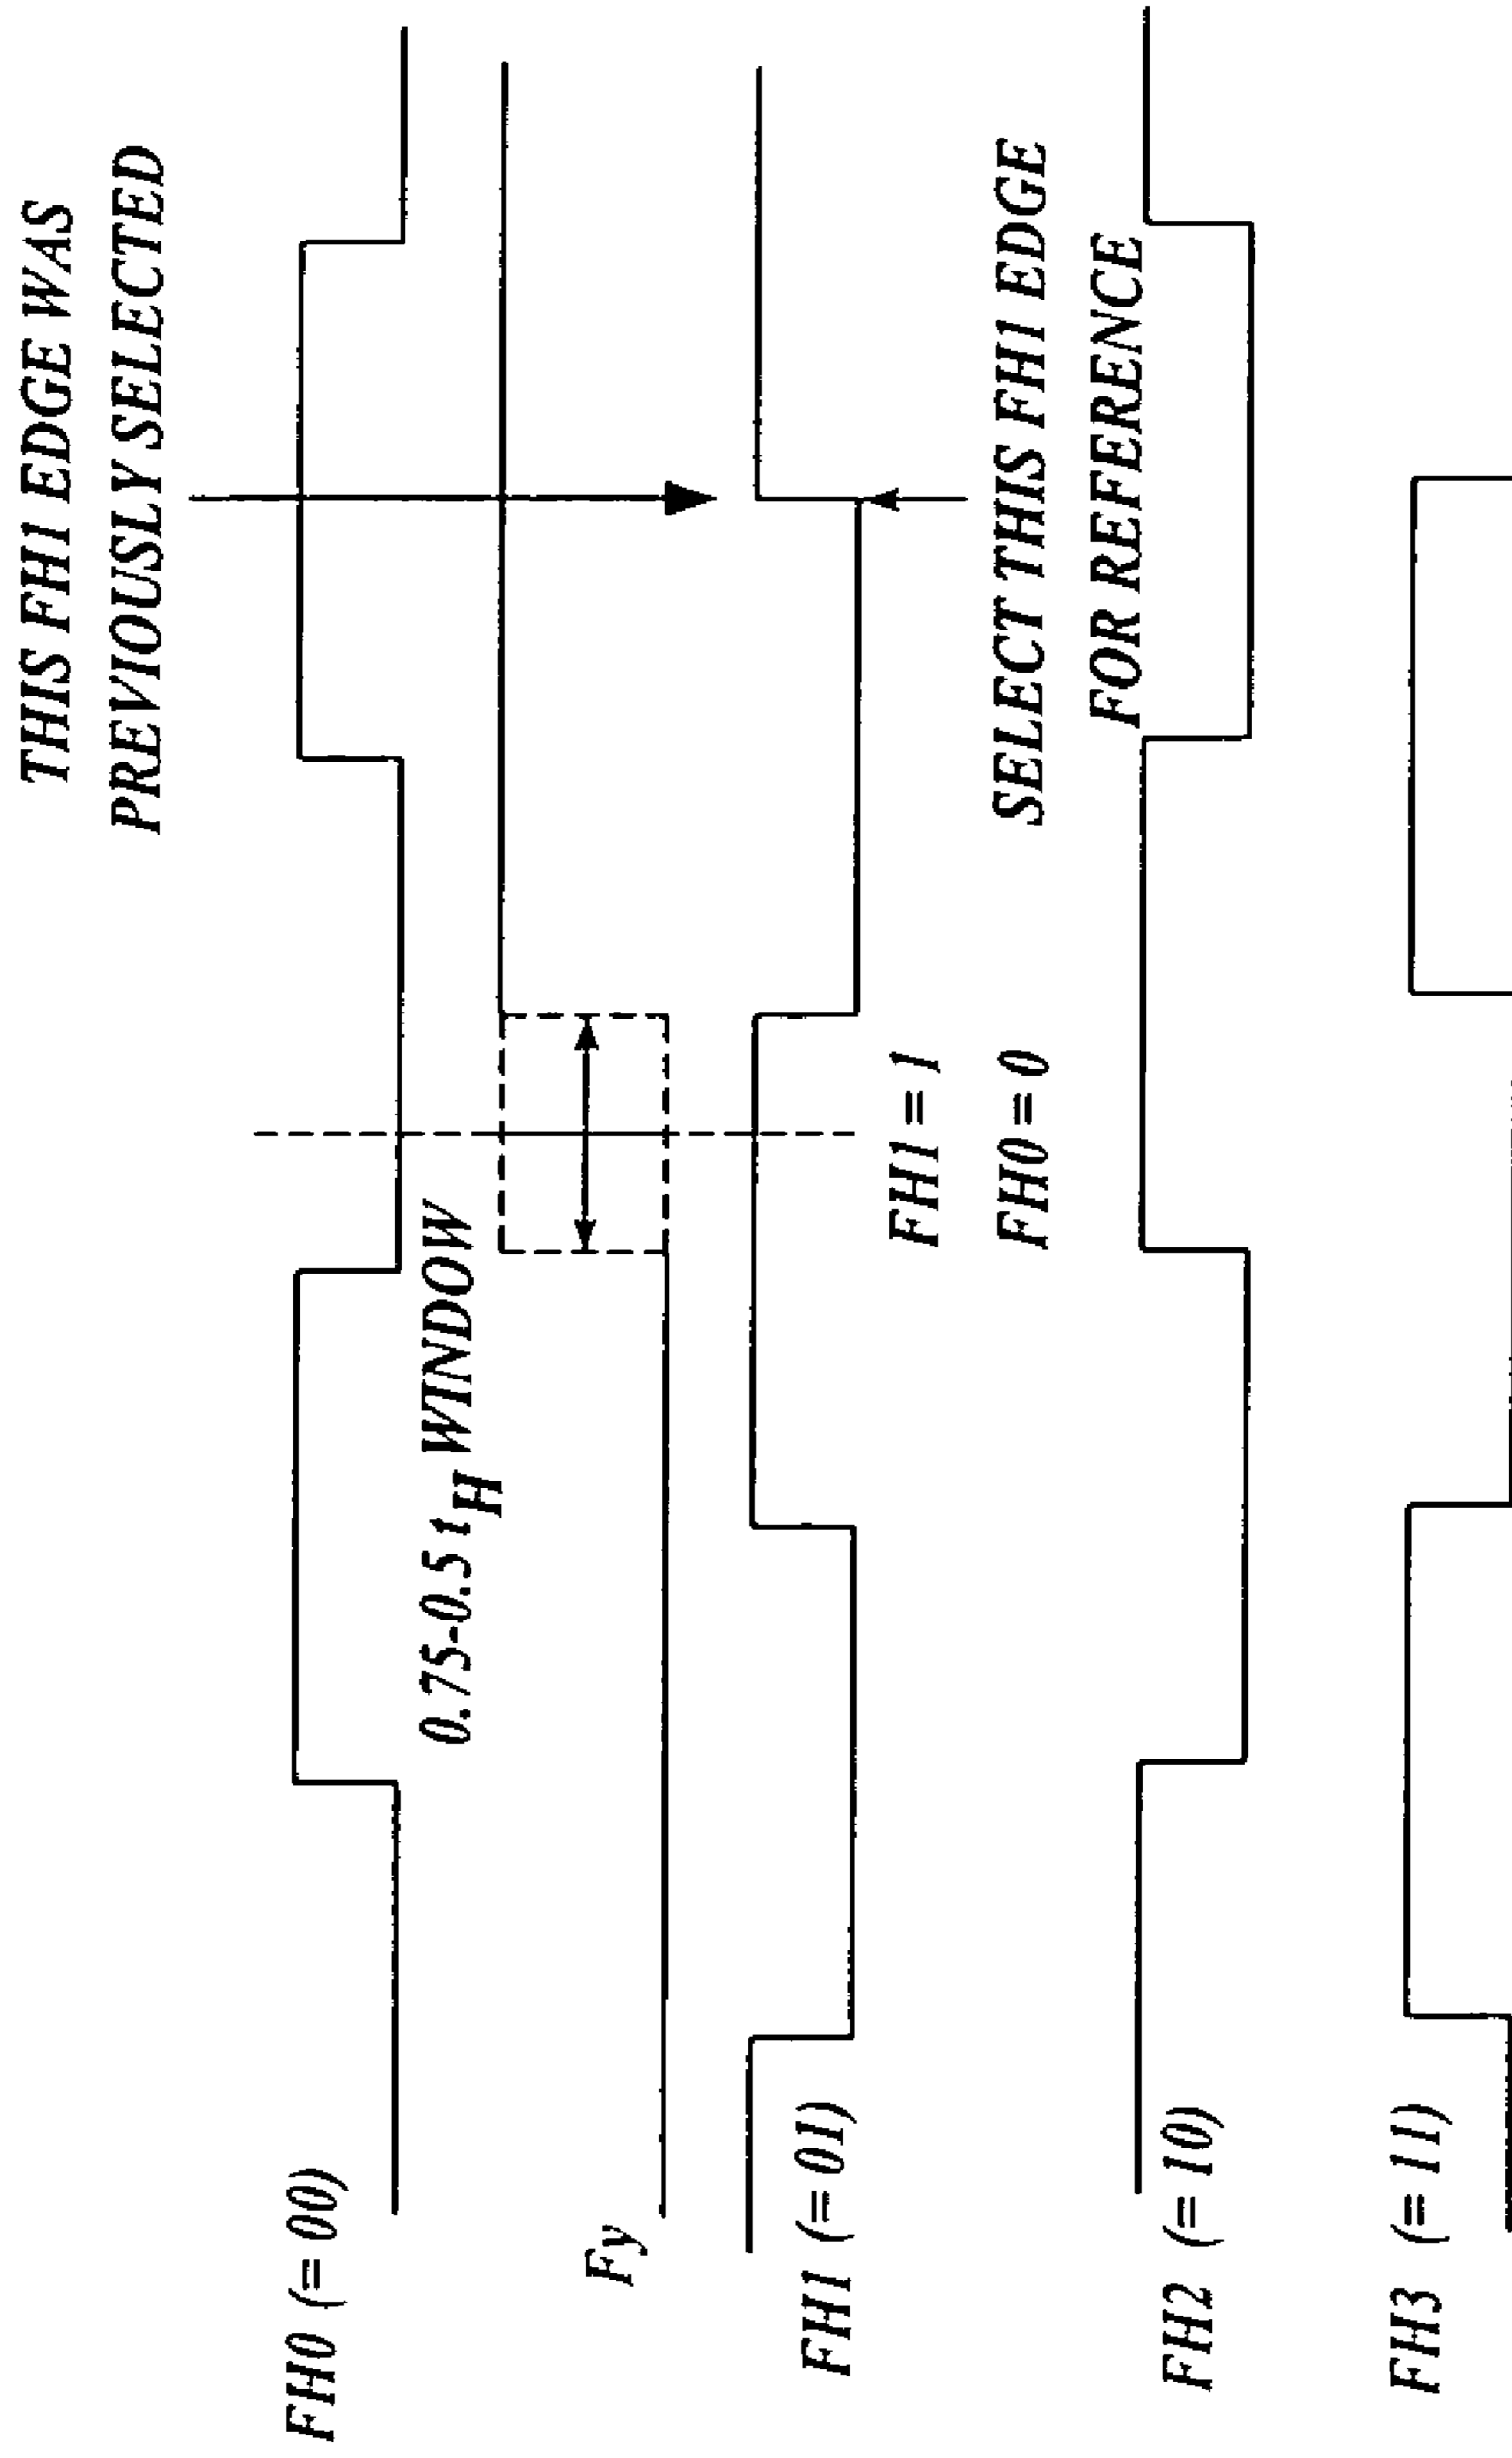 THIS FH1 EDGE WAS
PREVIOUSLY SELECTED
FH0 (= 00)
0.75-0.5 tH WINDOW
Fy
FH1 (= 01)
FH1 = 1
FH0 = 0
SELECT THIS FH1 EDGE
FOR REFERENCE
FH2 (= 10)
FH3 (= 11)